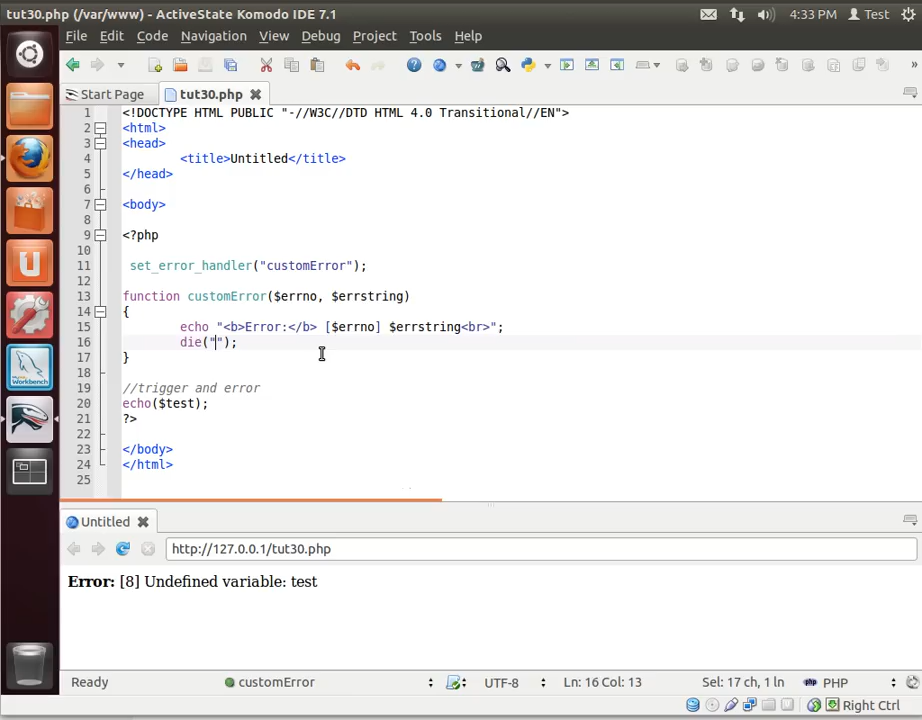 tut30.php (/var/www) - ActiveState Komodo IDE 7.1
4:33 PM Test
File Edit Code Navigation View Debug Project Tools Help
Start Page tut30.php
1 <!DOCTYPE HTML PUBLIC "-//W3C//DTD HTML 4.0 Transitional//EN">
2 <html>
3 <head>
4 <title>Untitled</title>
5 </head>
6
7 <body>
8
9 <?php
10
11 set_error_handler("customError");
12
13 function customError($errno, $errstring)
14 {
15 echo "<b>Error:</b> [$errno] $errstring<br>";
16 die("");
17 }
18
19 //trigger and error
20 echo($test);
21 ?>
22
23 </body>
24 </html>
25
Untitled
http://127.0.0.1/tut30.php
Error: [8] Undefined variable: test
Ready customError UTF-8 Ln: 16 Col: 13 Sel: 17 ch, 1 ln PHP
Right Ctrl